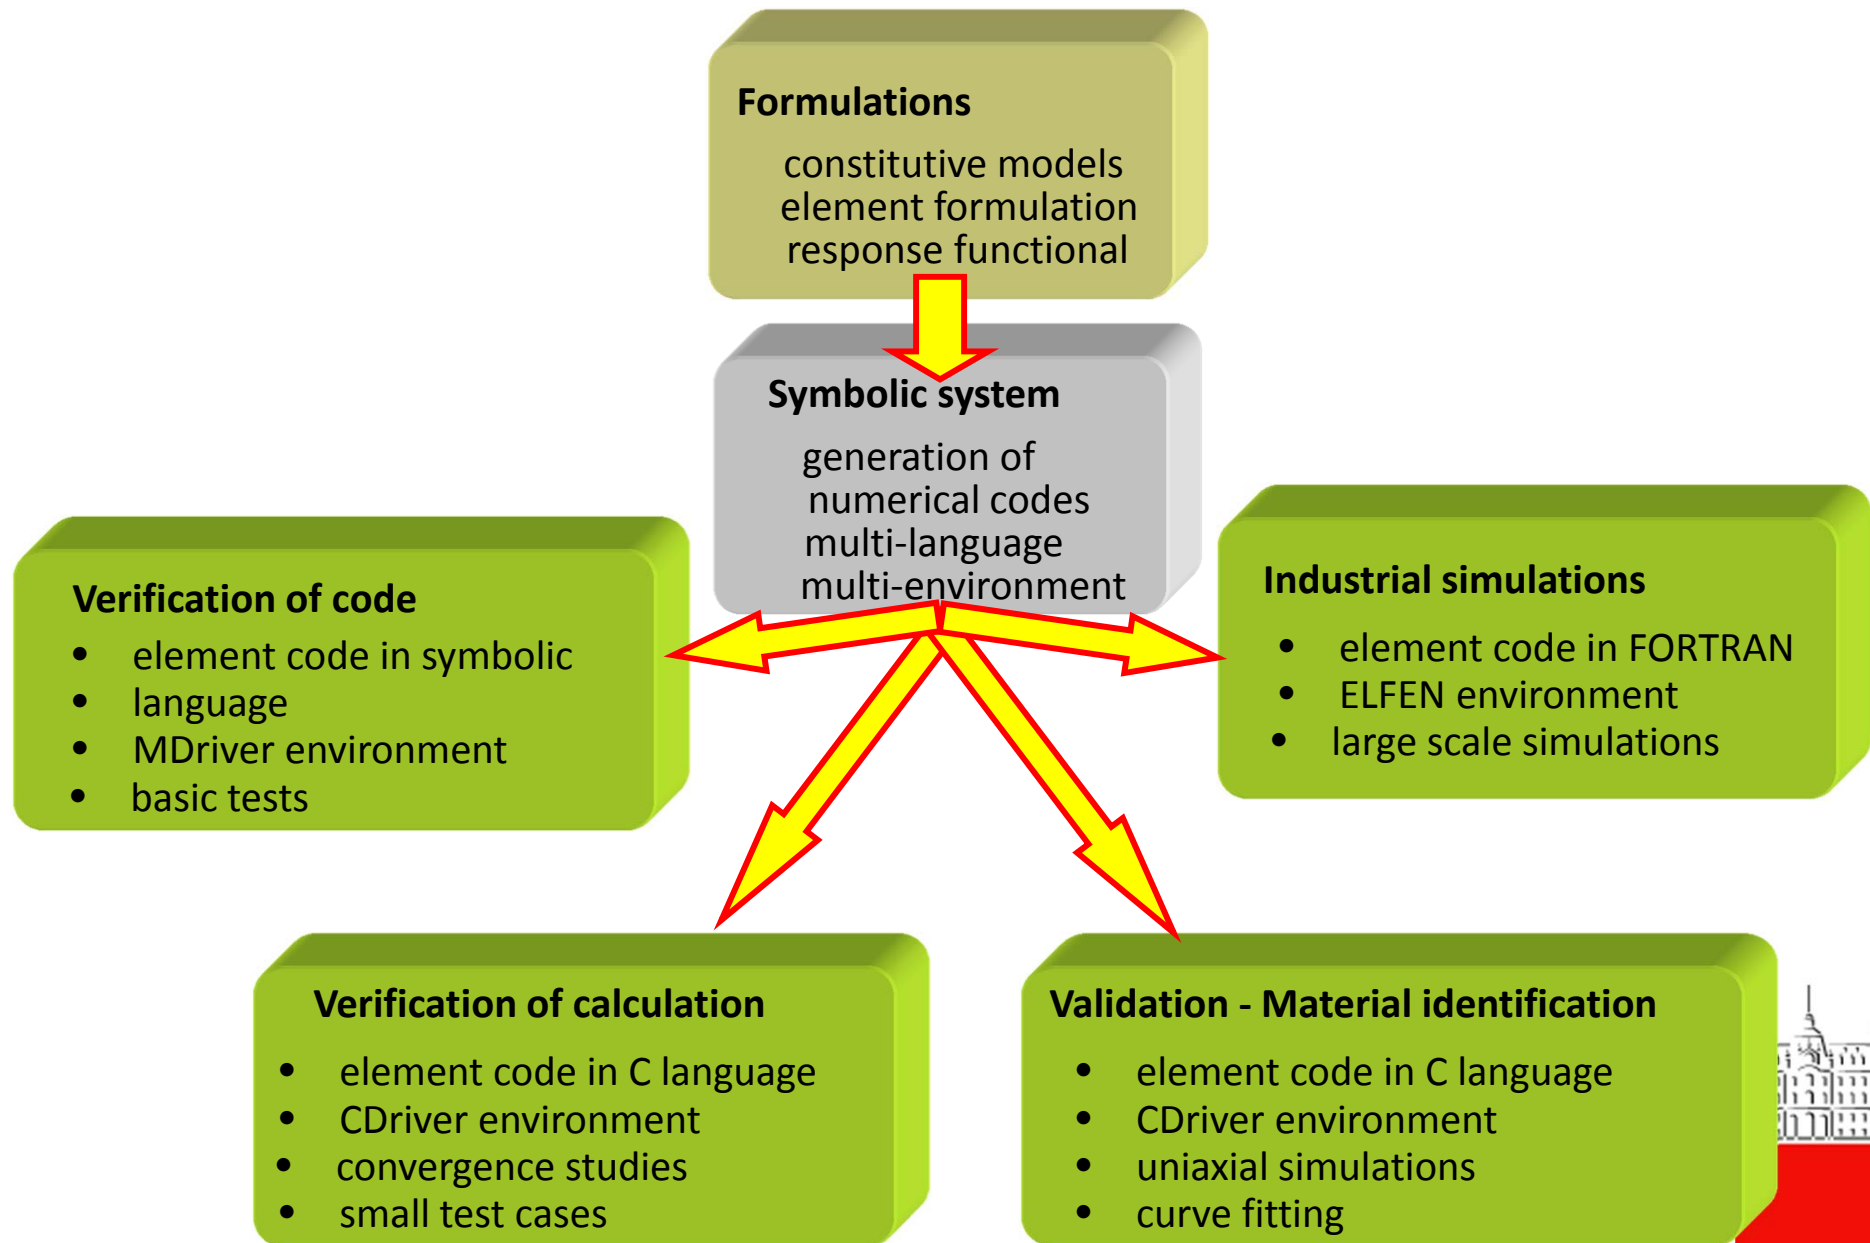 Formulations
constitutive models
element formulation
response functional
Symbolic system
generation of
numerical codes
multi-language
multi-environment
Verification of code
• element code in symbolic
• language
• MDriver environment
• basic tests
Industrial simulations
• element code in FORTRAN
• ELFEN environment
• large scale simulations
Verification of calculation
• element code in C language
• CDriver environment
• convergence studies
• small test cases
Validation - Material identification
• element code in C language
• CDriver environment
• uniaxial simulations
• curve fitting